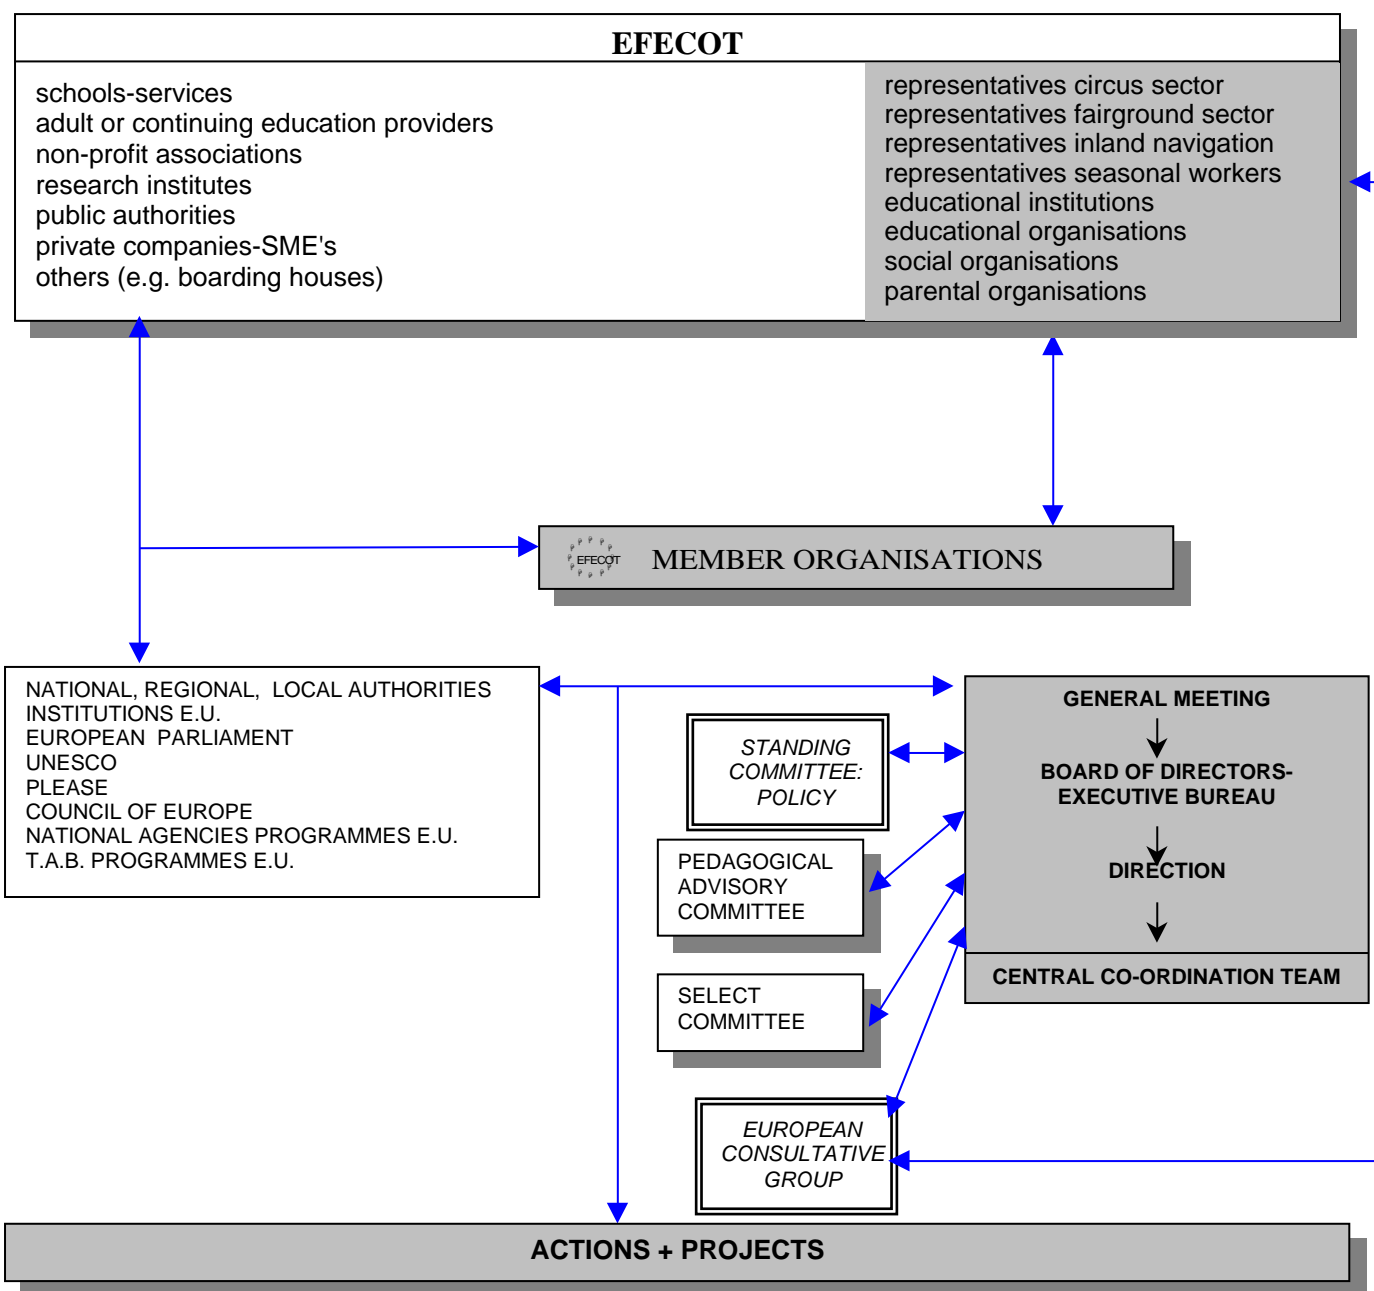 EFECOT
schools-services
adult or continuing education providers
non-profit associations
research institutes
public authorities
private companies-SME's
others (e.g. boarding houses)
representatives circus sector
representatives fairground sector
representatives inland navigation
representatives seasonal workers
educational institutions
educational organisations
social organisations
parental organisations
EFECOT
MEMBER ORGANISATIONS
NATIONAL, REGIONAL, LOCAL AUTHORITIES
INSTITUTIONS E.U.
EUROPEAN PARLIAMENT
UNESCO
PLEASE
COUNCIL OF EUROPE
NATIONAL AGENCIES PROGRAMMES E.U.
T.A.B. PROGRAMMES E.U.
STANDING
COMMITTEE:
POLICY
PEDAGOGICAL
ADVISORY
COMMITTEE
SELECT
COMMITTEE
EUROPEAN
CONSULTATIVE
GROUP
GENERAL MEETING
BOARD OF DIRECTORS-
EXECUTIVE BUREAU
DIRECTION
CENTRAL CO-ORDINATION TEAM
ACTIONS + PROJECTS